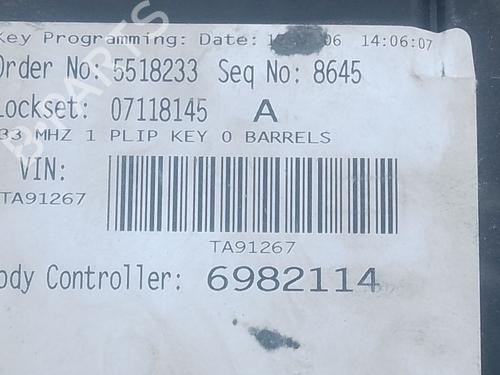 Key Programming: Date: 06 14:06:07
Order No: 5518233 Seq No: 8645
Lockset: 07118145 A
33 MHZ 1 PLIP KEY 0 BARRELS
VIN:
TA91267
TA91267
ody Controller: 6982114